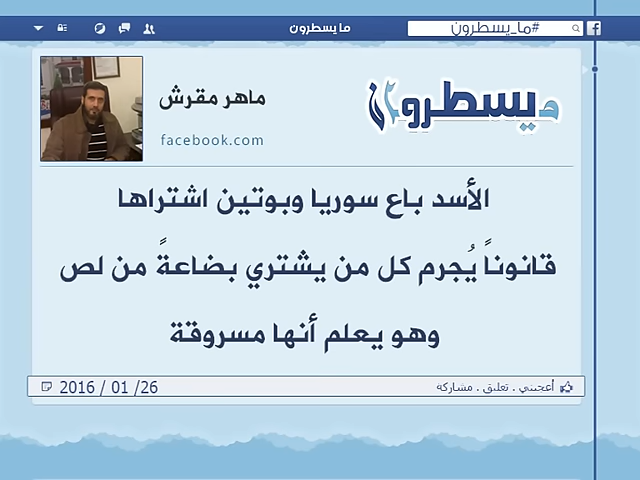 ما يسطرون
#ما_يسطرون
ما يسطرون
ماهر مقرش
facebook.com
الأسد باع سوريا وبوتين اشتراها
قانوناً يُجرم كل من يشتري بضاعةً من لص
وهو يعلم أنها مسروقة
أعجبني . تعليق . مشاركه
2016 / 01 /26